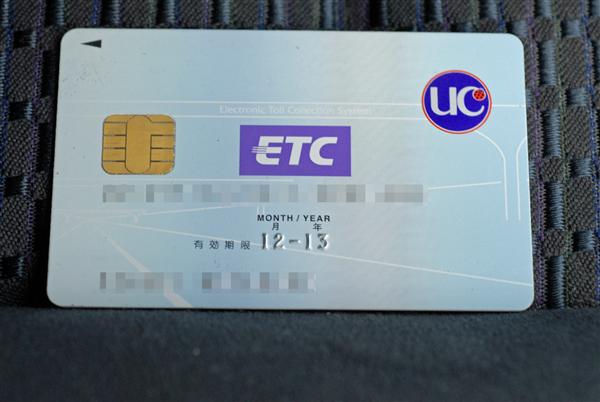 Electronic Toll Collection System
UC
ETC
MONTH / YEAR
月 年
有効期限 12-13